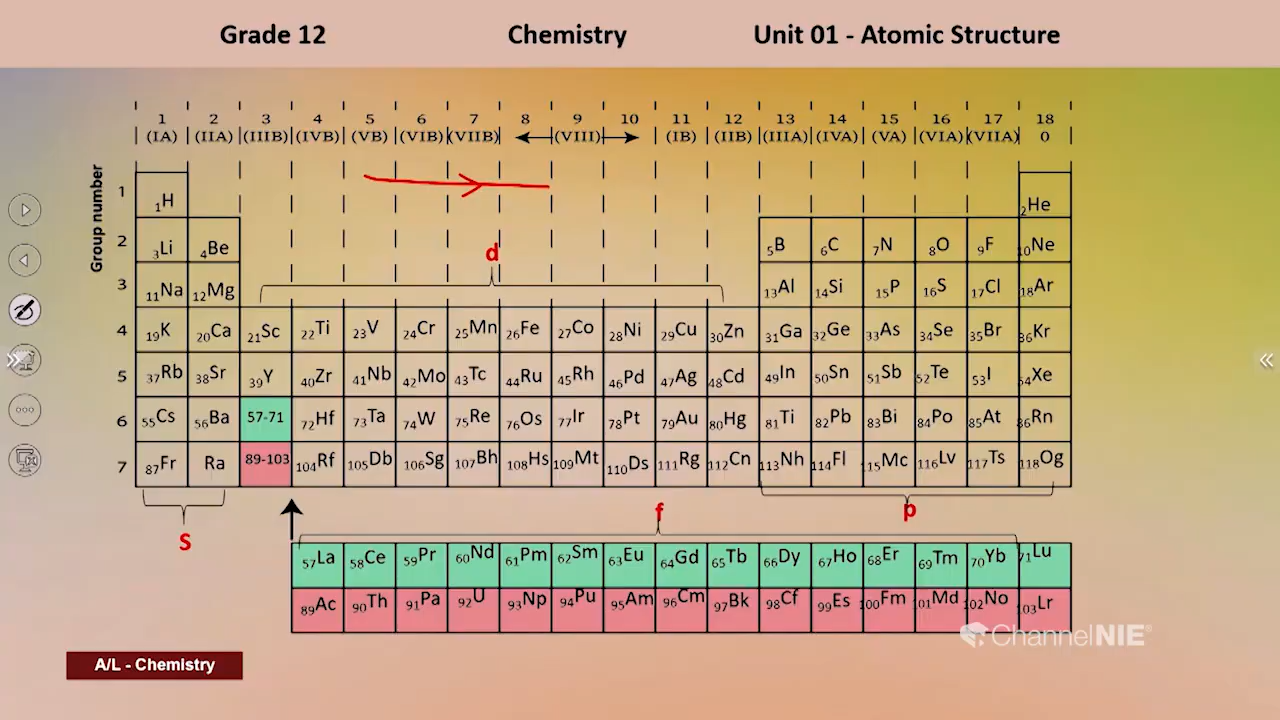 Grade 12 Chemistry Unit 01 - Atomic Structure
1 2 3 4 5 6 7 8 9 10 11 12 13 14 15 16 17 18
(IA) (IIA) (IIIB) (IVB) (VB) (VIB) (VIIB) (VIII) (IB) (IIB) (IIIA) (IVA) (VA) (VIA) (VIIA) 0
Group number
1 1H 2He
2 3Li 4Be 5B 6C 7N 8O 9F 10Ne
d
3 11Na 12Mg 13Al 14Si 15P 16S 17Cl 18Ar
4 19K 20Ca 21Sc 22Ti 23V 24Cr 25Mn 26Fe 27Co 28Ni 29Cu 30Zn 31Ga 32Ge 33As 34Se 35Br 36Kr
5 37Rb 38Sr 39Y 40Zr 41Nb 42Mo 43Tc 44Ru 45Rh 46Pd 47Ag 48Cd 49In 50Sn 51Sb 52Te 53I 54Xe
6 55Cs 56Ba 57-71 72Hf 73Ta 74W 75Re 76Os 77Ir 78Pt 79Au 80Hg 81Ti 82Pb 83Bi 84Po 85At 86Rn
7 87Fr Ra 89-103 104Rf 105Db 106Sg 107Bh 108Hs 109Mt 110Ds 111Rg 112Cn 113Nh 114Fl 115Mc 116Lv 117Ts 118Og
S f p
57La 58Ce 59Pr 60Nd 61Pm 62Sm 63Eu 64Gd 65Tb 66Dy 67Ho 68Er 69Tm 70Yb 71Lu
89Ac 90Th 91Pa 92U 93Np 94Pu 95Am 96Cm 97Bk 98Cf 99Es 100Fm 101Md 102No 103Lr
ChannelNIE®
A/L - Chemistry